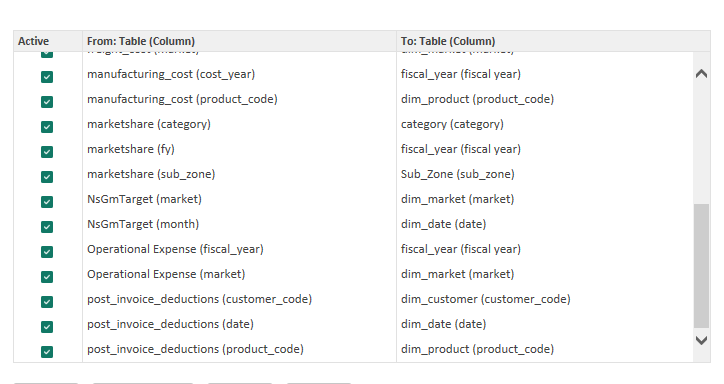 Active From: Table (Column) To: Table (Column)
manufacturing_cost (cost_year) fiscal_year (fiscal year)
manufacturing_cost (product_code) dim_product (product_code)
marketshare (category) category (category)
marketshare (fy) fiscal_year (fiscal year)
marketshare (sub_zone) Sub_Zone (sub_zone)
NsGmTarget (market) dim_market (market)
NsGmTarget (month) dim_date (date)
Operational Expense (fiscal_year) fiscal_year (fiscal year)
Operational Expense (market) dim_market (market)
post_invoice_deductions (customer_code) dim_customer (customer_code)
post_invoice_deductions (date) dim_date (date)
post_invoice_deductions (product_code) dim_product (product_code)